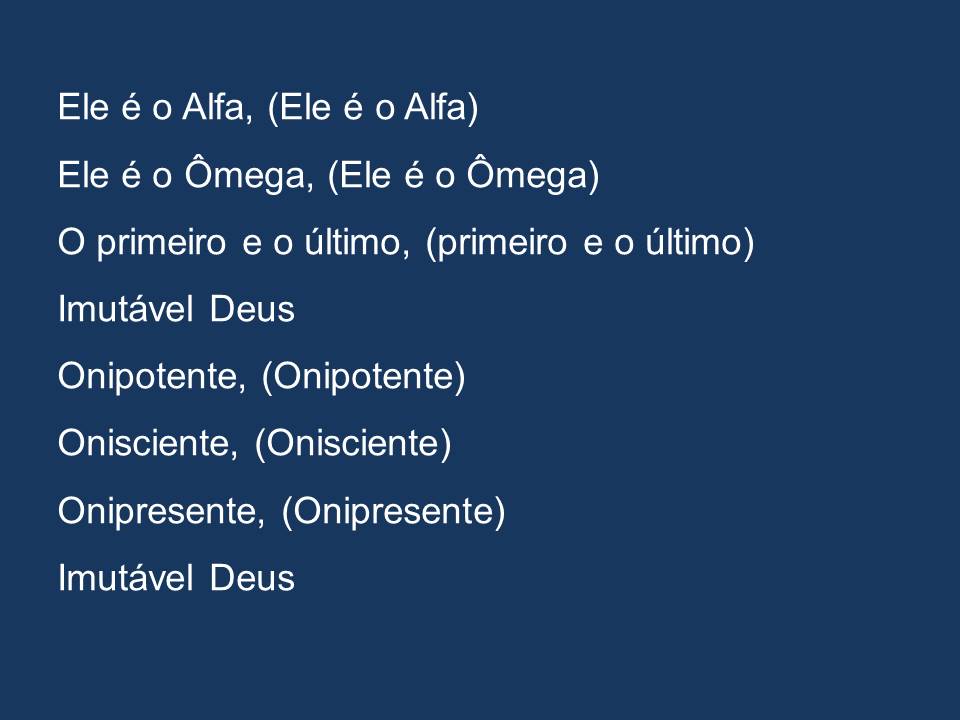 Ele é o Alfa, (Ele é o Alfa)
Ele é o Ômega, (Ele é o Ômega)
O primeiro e o último, (primeiro e o último)
Imutável Deus
Onipotente, (Onipotente)
Onisciente, (Onisciente)
Onipresente, (Onipresente)
Imutável Deus